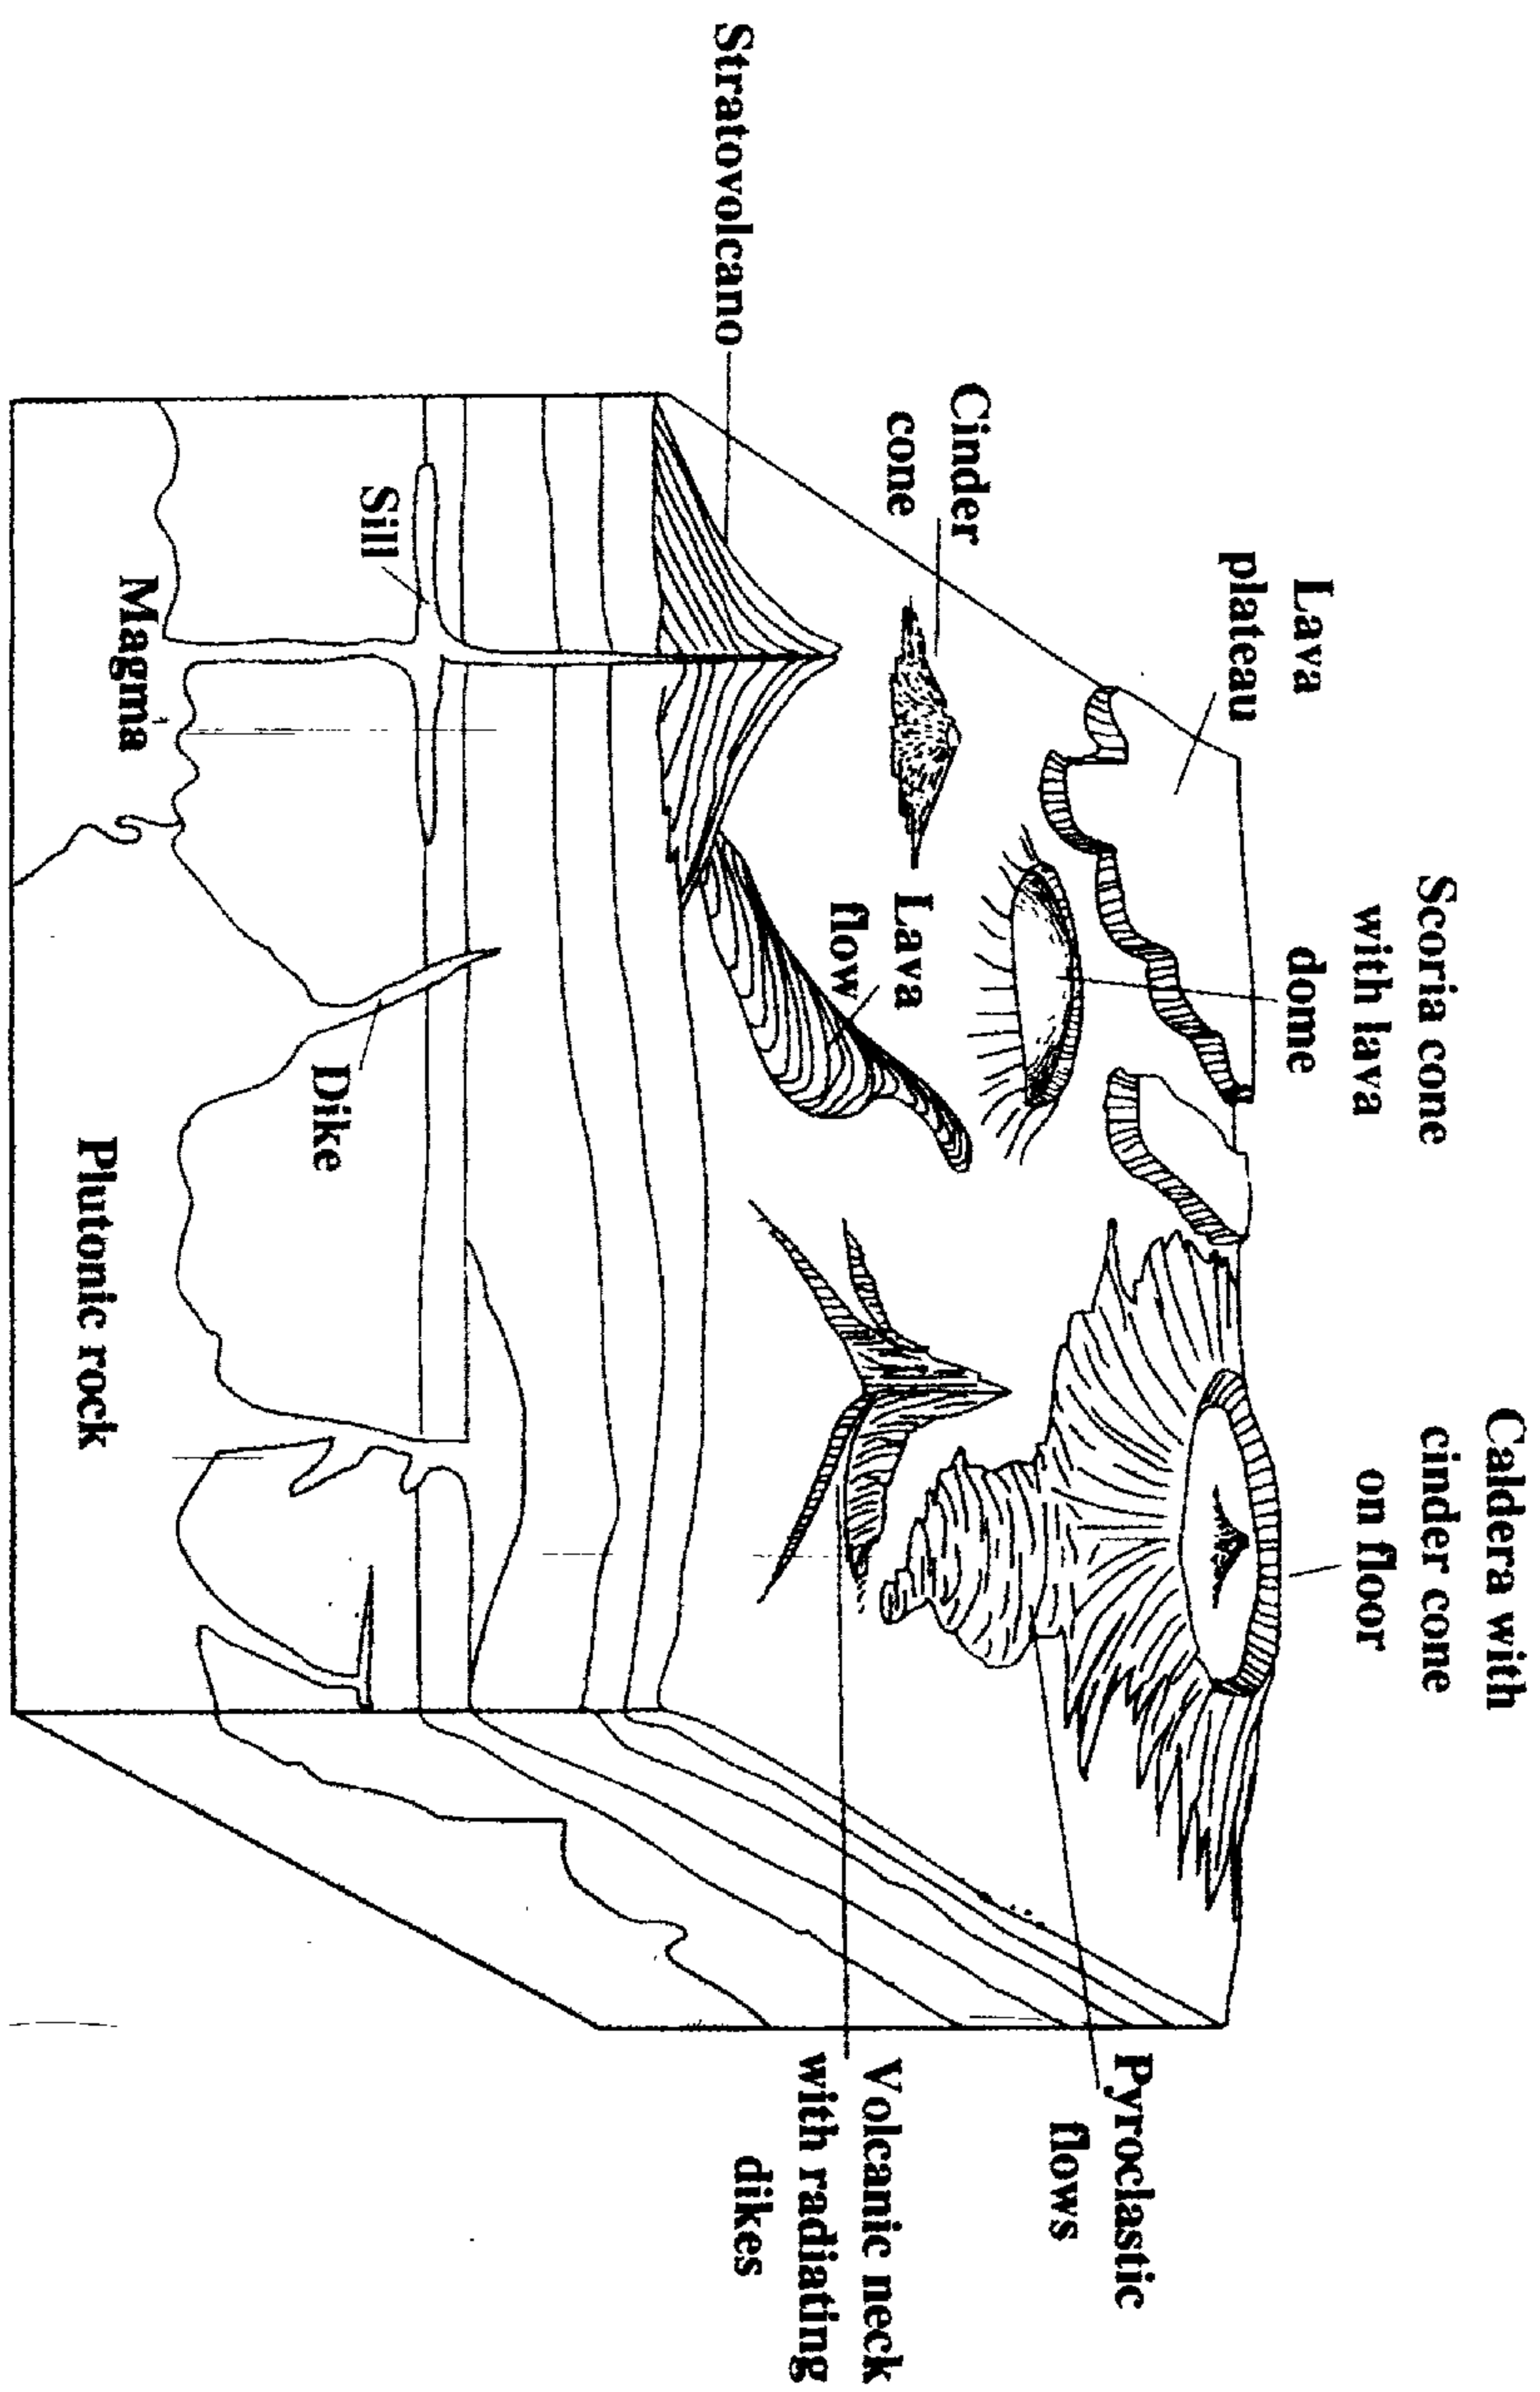 Caldera with
cinder cone
on floor
Scoria cone
with lava
dome
Lava
plateau
Cinder
cone
Stratovolcano
Lava
flow
Pyroclastic
flows
Volcanic neck
with radiating
dikes
Sill
Dike
Magma
Plutonic rock